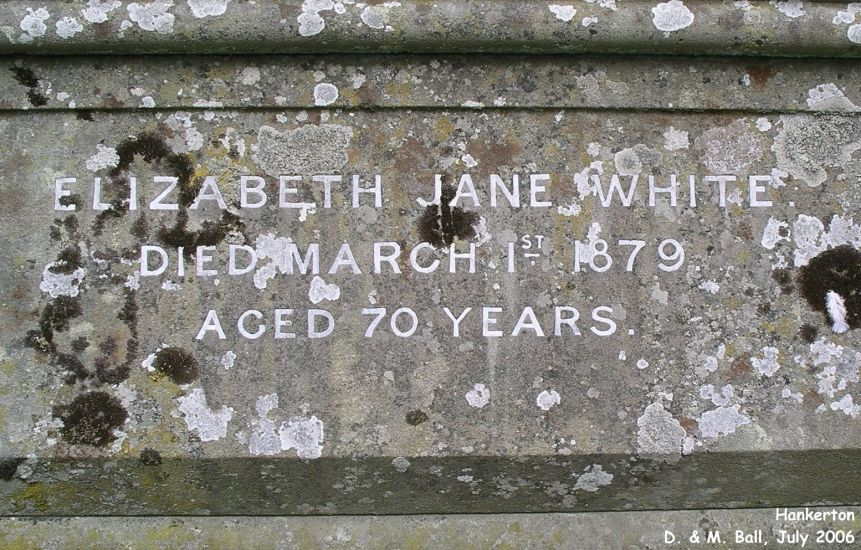 ELIZABETH JANE WHITE:
DIED MARCH 1ST 1879
AGED 70 YEARS.
Hankerton
D. & M. Ball, July 2006